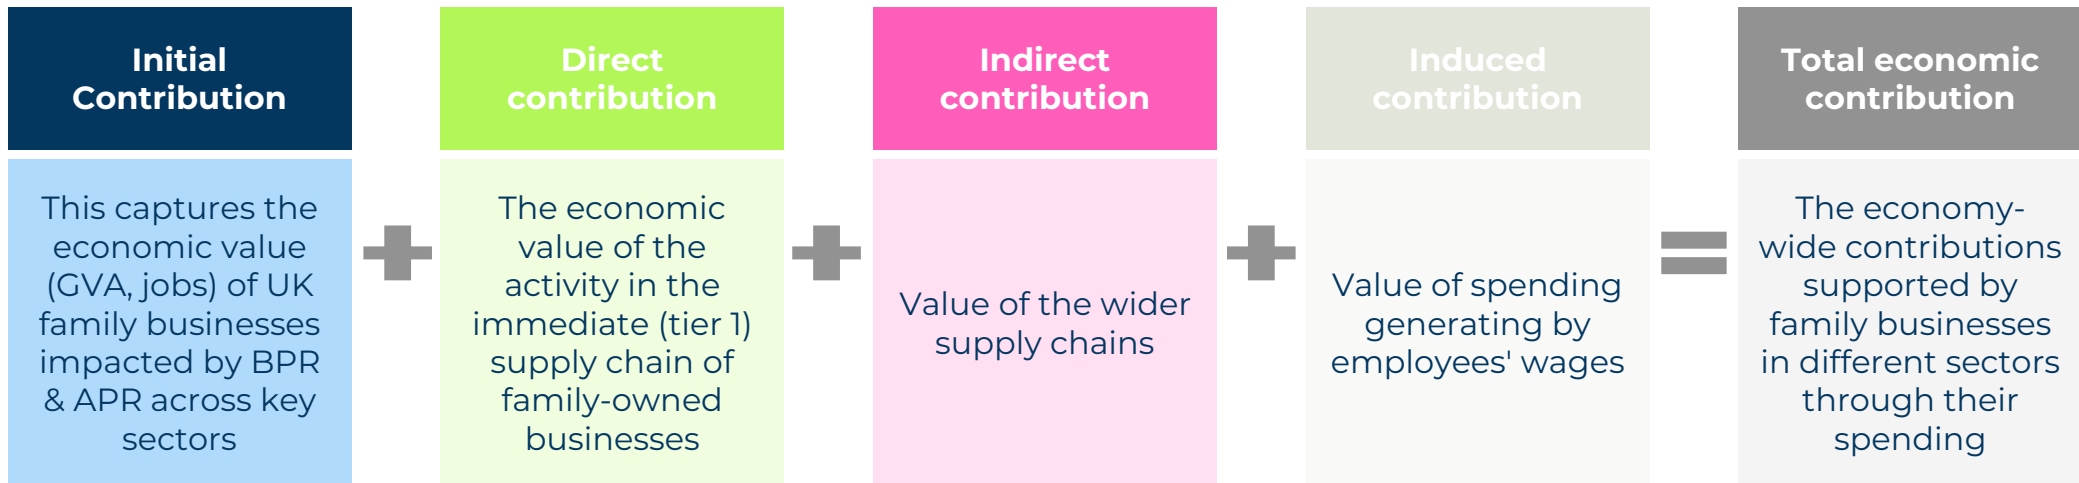 Initial
Contribution
This captures the
economic value
(GVA, jobs) of UK
family businesses
impacted by BPR
& APR across key
sectors
Direct
contribution
The economic
value of the
activity in the
immediate (tier 1)
supply chain of
family-owned
businesses
Indirect
contribution
Value of the wider
supply chains
Induced
contribution
Value of spending
generating by
employees' wages
Total economic
contribution
The economy-
wide contributions
supported by
family businesses
in different sectors
through their
spending